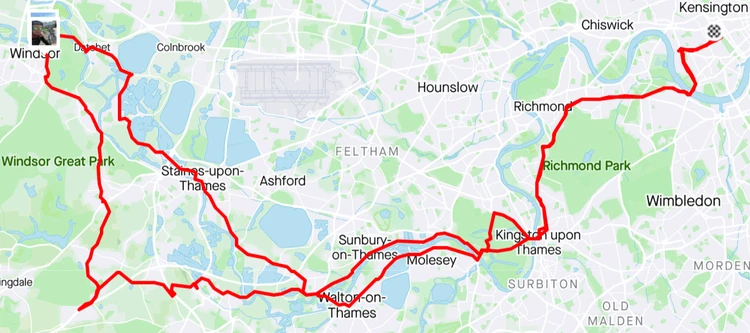 Kensington
Chiswick
Windsor
Datchet
Colnbrook
Hounslow
Richmond
FELTHAM
Windsor Great Park
Staines-upon-
Thames
Ashford
Richmond Park
Wimbledon
Sunbury-
on-Thames
Kingston upon
Thames
Molesey
MORDEN
ingdale
SURBITON
Walton-on-
Thames
OLD
MALDEN